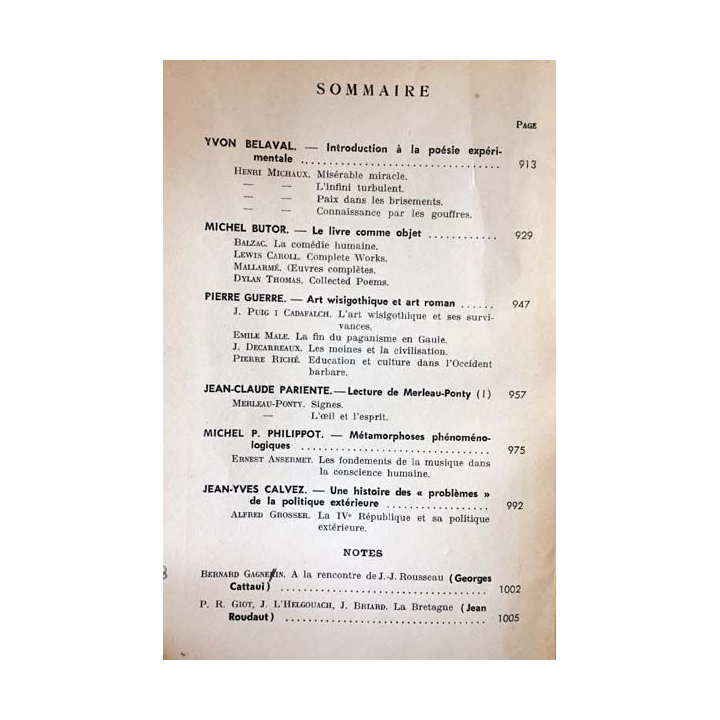 SOMMAIRE
PAGE
YVON BELAVAL. — Introduction à la poésie expéri-
mentale .................................... 913
HENRI MICHAUX. Misérable miracle.
— — L'infini turbulent.
— — Paix dans les brisements.
— — Connaissance par les gouffres.
MICHEL BUTOR. — Le livre comme objet ............ 929
BALZAC. La comédie humaine.
LEWIS CAROLL. Complete Works.
MALLARMÉ. Œuvres complètes.
DYLAN THOMAS. Collected Poems.
PIERRE GUERRE. — Art wisigothique et art roman ...... 947
J. PUIG I CADAFALCH. L'art wisigothique et ses survi-
vances.
EMILE MALE. La fin du paganisme en Gaule.
J. DECARREAUX. Les moines et la civilisation.
PIERRE RICHÉ. Education et culture dans l'Occident
barbare.
JEAN-CLAUDE PARIENTE. — Lecture de Merleau-Ponty (I) 957
MERLEAU-PONTY. Signes.
— L'œil et l'esprit.
MICHEL P. PHILIPPOT. — Métamorphoses phénoméno-
logiques .................................. 975
ERNEST ANSERMET. Les fondements de la musique dans
la conscience humaine.
JEAN-YVES CALVEZ. — Une histoire des « problèmes »
de la politique extérieure .................. 992
ALFRED GROSSER. La IVe République et sa politique
extérieure.
NOTES
BERNARD GAGNEBIN. A la rencontre de J.-J. Rousseau (Georges
Cattaui) .................................... 1002
P. R. GIOT, J. L'HELGOUACH, J. BRIARD. La Bretagne (Jean
Roudaut) .................................... 1005